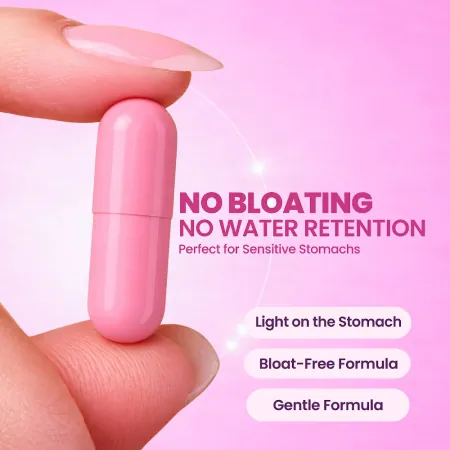 NO BLOATING
NO WATER RETENTION
Perfect for Sensitive Stomachs
Light on the Stomach
Bloat-Free Formula
Gentle Formula